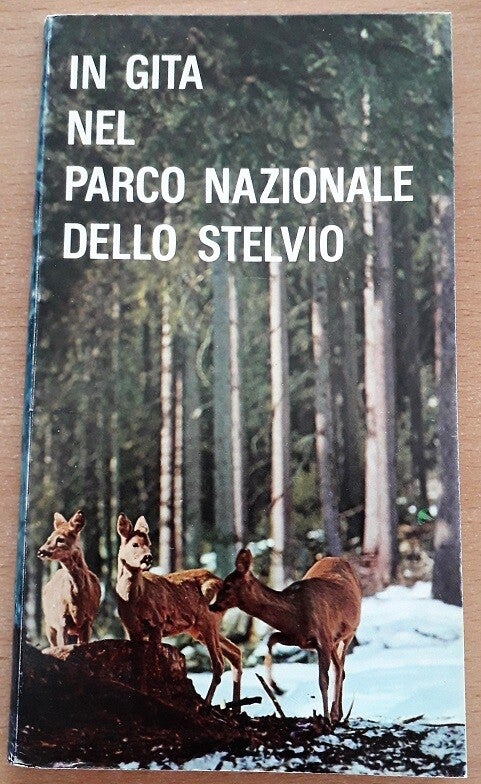 IN GITA
NEL
PARCO NAZIONALE
DELLO STELVIO